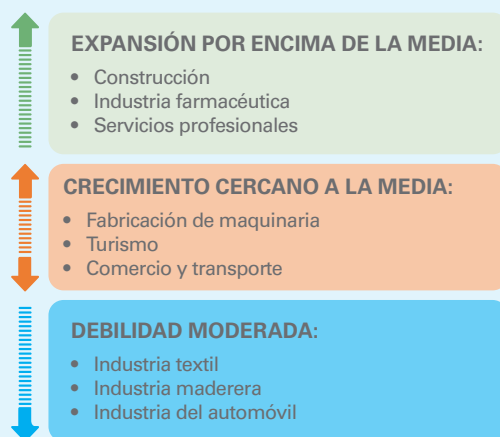 EXPANSIÓN POR ENCIMA DE LA MEDIA:
• Construcción
• Industria farmacéutica
• Servicios profesionales
CRECIMIENTO CERCANO A LA MEDIA:
• Fabricación de maquinaria
• Turismo
• Comercio y transporte
DEBILIDAD MODERADA:
• Industria textil
• Industria maderera
• Industria del automóvil